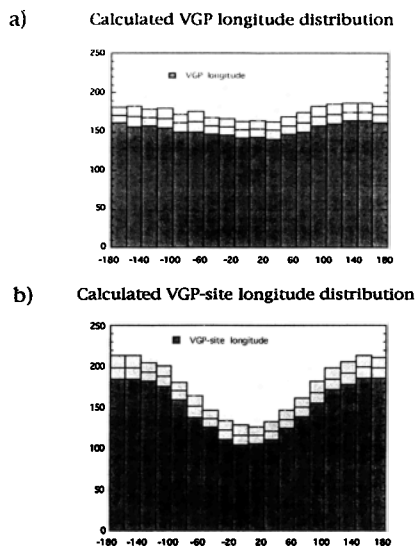 a) Calculated VGP longitude distribution
250
VGP longitude
200
150
100
50
0
-180 -140 -100 -60 -20 20 60 100 140 180
b) Calculated VGP-site longitude distribution
250
VGP-site longitude
200
150
100
50
0
-180 -140 -100 -60 -20 20 60 100 140 180